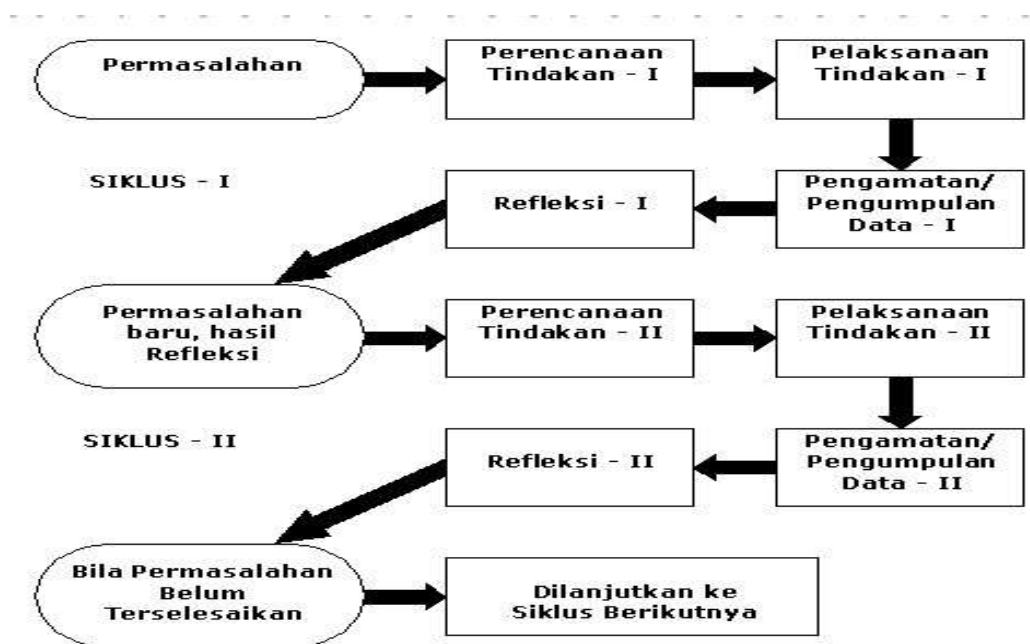 Permasalahan
Perencanaan
Tindakan - I
Pelaksanaan
Tindakan - I
SIKLUS - I
Refleksi - I
Pengamatan/
Pengumpulan
Data - I
Permasalahan
baru, hasil
Refleksi
Perencanaan
Tindakan - II
Pelaksanaan
Tindakan - II
SIKLUS - II
Refleksi - II
Pengamatan/
Pengumpulan
Data - II
Bila Permasalahan
Belum
Terselesaikan
Dilanjutkan ke
Siklus Berikutnya